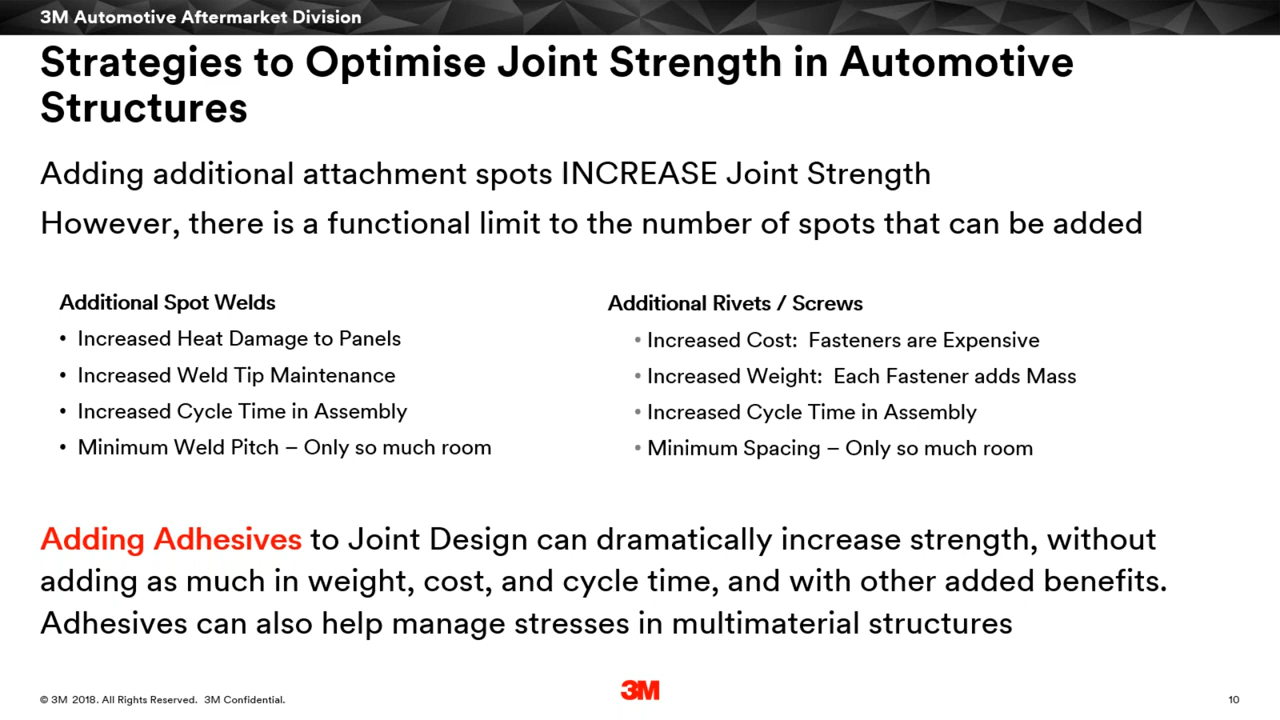 3M Automotive Aftermarket Division
Strategies to Optimise Joint Strength in Automotive
Structures
Adding additional attachment spots INCREASE Joint Strength
However, there is a functional limit to the number of spots that can be added
Additional Spot Welds
• Increased Heat Damage to Panels
• Increased Weld Tip Maintenance
• Increased Cycle Time in Assembly
• Minimum Weld Pitch – Only so much room
Additional Rivets / Screws
• Increased Cost: Fasteners are Expensive
• Increased Weight: Each Fastener adds Mass
• Increased Cycle Time in Assembly
• Minimum Spacing – Only so much room
Adding Adhesives to Joint Design can dramatically increase strength, without
adding as much in weight, cost, and cycle time, and with other added benefits.
Adhesives can also help manage stresses in multimaterial structures
© 3M 2018. All Rights Reserved. 3M Confidential.
3M
10